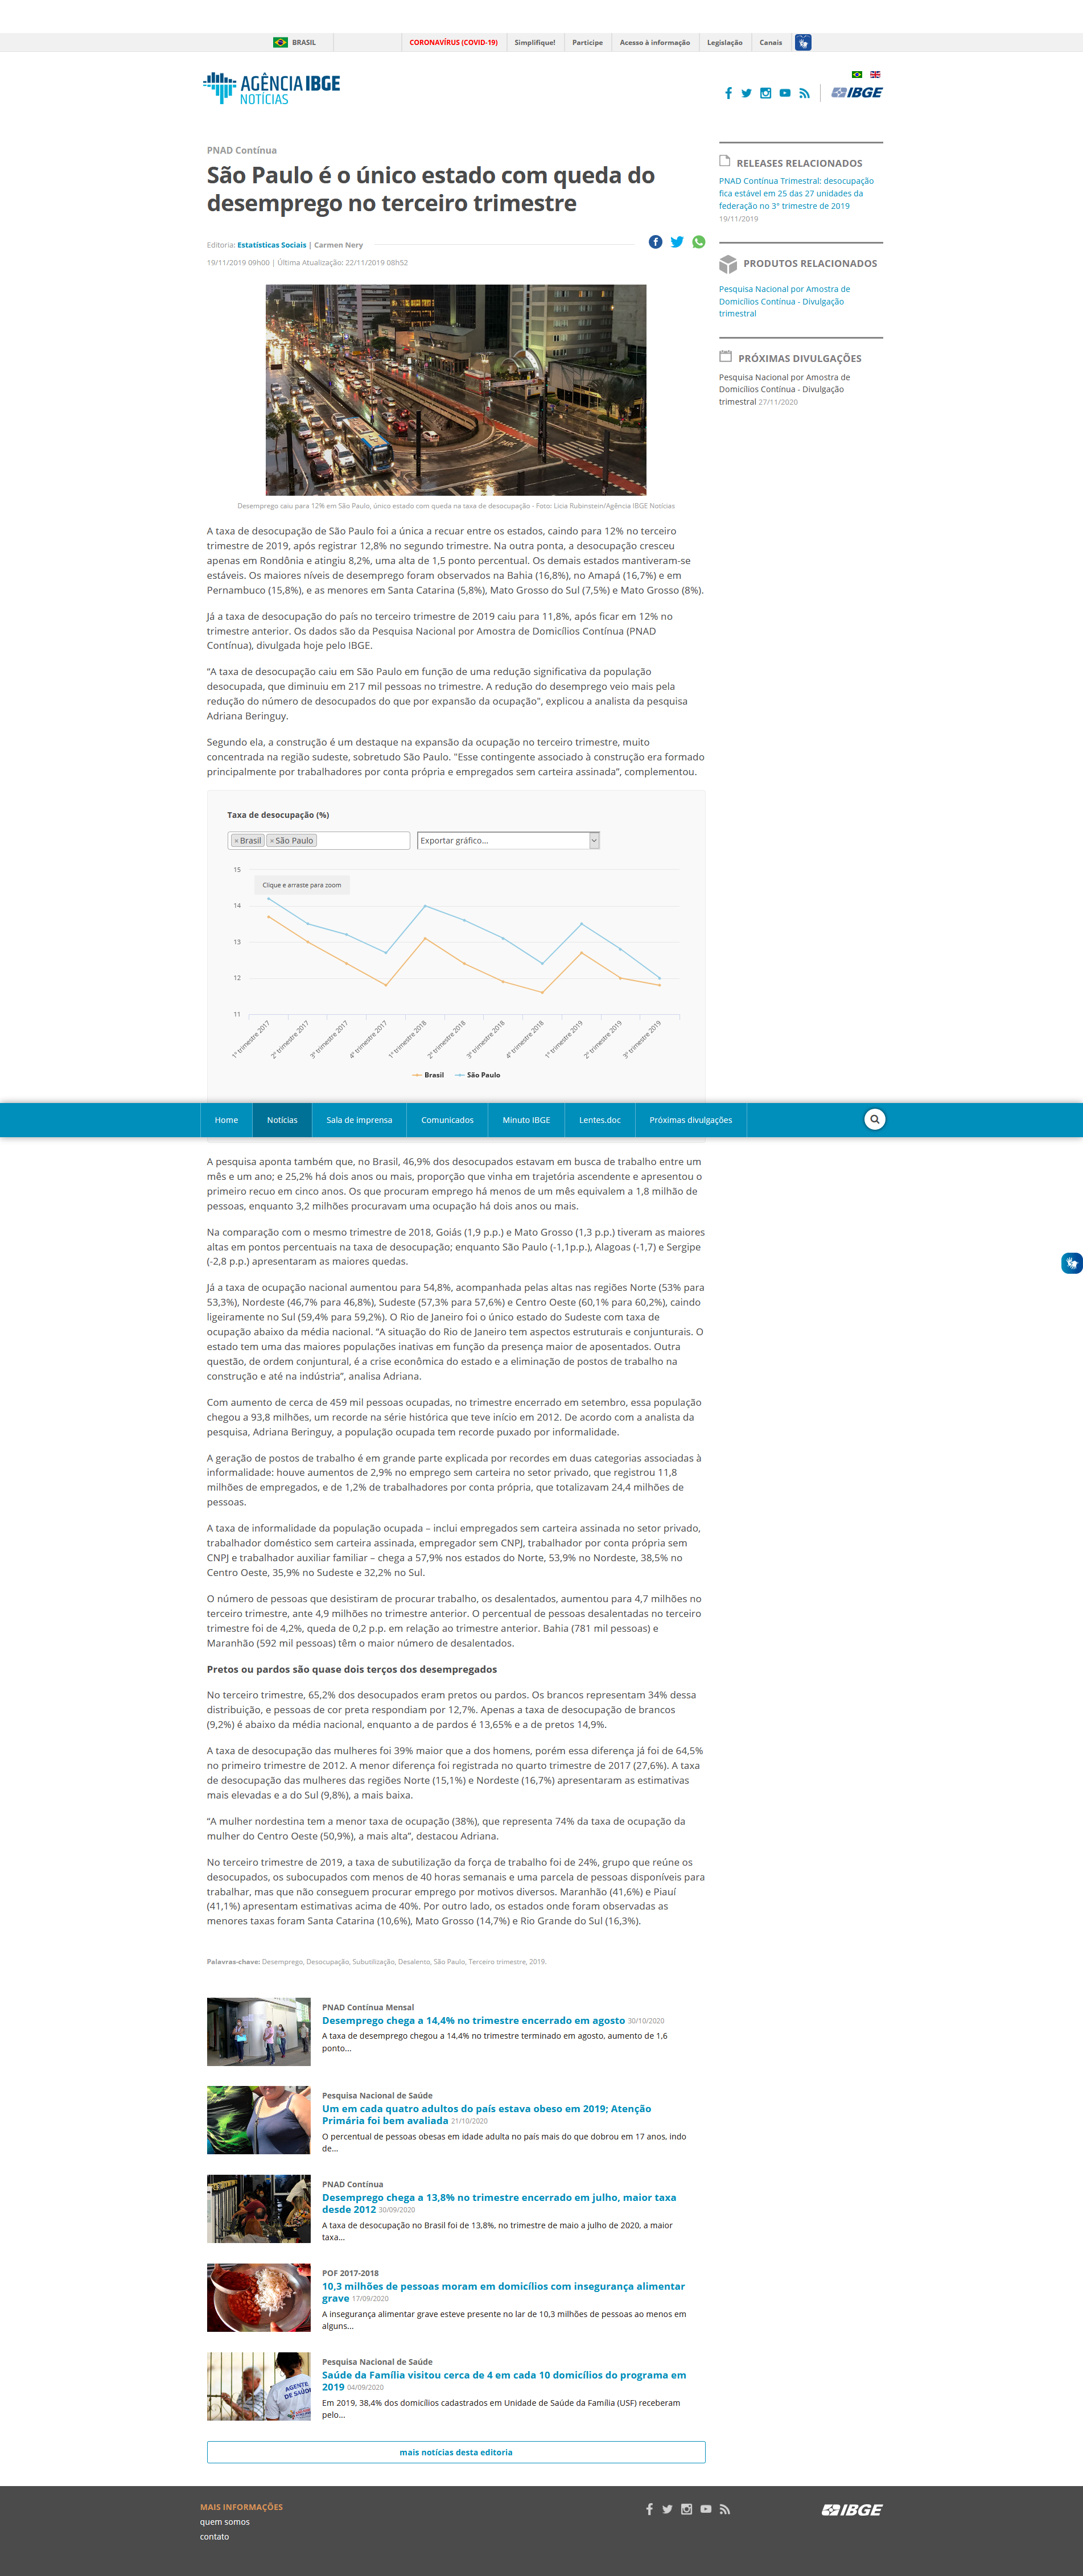 BRASIL
CORONAVÍRUS (COVID-19)
Simplifique!
Participe
Acesso à informação
Legislação
Canais
AGÊNCIA IBGE
NOTÍCIAS
IBGE
PNAD Contínua
São Paulo é o único estado com queda do
desemprego no terceiro trimestre
Editoria: Estatísticas Sociais | Carmen Nery
19/11/2019 09h00 | Última Atualização: 22/11/2019 08h52
RELEASES RELACIONADOS
PNAD Contínua Trimestral: desocupação
fica estável em 25 das 27 unidades da
federação no 3° trimestre de 2019
19/11/2019
PRODUTOS RELACIONADOS
Pesquisa Nacional por Amostra de
Domicílios Contínua - Divulgação
trimestral
PRÓXIMAS DIVULGAÇÕES
Pesquisa Nacional por Amostra de
Domicílios Contínua - Divulgação
trimestral 27/11/2020
Desemprego caiu para 12% em São Paulo, único estado com queda na taxa de desocupação - Foto: Licia Rubinstein/Agência IBGE Notícias
A taxa de desocupação de São Paulo foi a única a recuar entre os estados, caindo para 12% no terceiro
trimestre de 2019, após registrar 12,8% no segundo trimestre. Na outra ponta, a desocupação cresceu
apenas em Rondônia e atingiu 8,2%, uma alta de 1,5 ponto percentual. Os demais estados mantiveram-se
estáveis. Os maiores níveis de desemprego foram observados na Bahia (16,8%), no Amapá (16,7%) e em
Pernambuco (15,8%), e as menores em Santa Catarina (5,8%), Mato Grosso do Sul (7,5%) e Mato Grosso (8%).
Já a taxa de desocupação do país no terceiro trimestre de 2019 caiu para 11,8%, após ficar em 12% no
trimestre anterior. Os dados são da Pesquisa Nacional por Amostra de Domicílios Contínua (PNAD
Contínua), divulgada hoje pelo IBGE.
“A taxa de desocupação caiu em São Paulo em função de uma redução significativa da população
desocupada, que diminuiu em 217 mil pessoas no trimestre. A redução do desemprego veio mais pela
redução do número de desocupados do que por expansão da ocupação", explicou a analista da pesquisa
Adriana Beringuy.
Segundo ela, a construção é um destaque na expansão da ocupação no terceiro trimestre, muito
concentrada na região sudeste, sobretudo São Paulo. "Esse contingente associado à construção era formado
principalmente por trabalhadores por conta própria e empregados sem carteira assinada”, complementou.
Taxa de desocupação (%)
× Brasil × São Paulo
Exportar gráfico...
15
Clique e arraste para zoom
14
13
12
11
1º trimestre 2017
2º trimestre 2017
3º trimestre 2017
4º trimestre 2017
1º trimestre 2018
2º trimestre 2018
3º trimestre 2018
4º trimestre 2018
1º trimestre 2019
2º trimestre 2019
3º trimestre 2019
Brasil São Paulo
Home
Notícias
Sala de imprensa
Comunicados
Minuto IBGE
Lentes.doc
Próximas divulgações
A pesquisa aponta também que, no Brasil, 46,9% dos desocupados estavam em busca de trabalho entre um
mês e um ano; e 25,2% há dois anos ou mais, proporção que vinha em trajetória ascendente e apresentou o
primeiro recuo em cinco anos. Os que procuram emprego há menos de um mês equivalem a 1,8 milhão de
pessoas, enquanto 3,2 milhões procuravam uma ocupação há dois anos ou mais.
Na comparação com o mesmo trimestre de 2018, Goiás (1,9 p.p.) e Mato Grosso (1,3 p.p.) tiveram as maiores
altas em pontos percentuais na taxa de desocupação; enquanto São Paulo (-1,1p.p.), Alagoas (-1,7) e Sergipe
(-2,8 p.p.) apresentaram as maiores quedas.
Já a taxa de ocupação nacional aumentou para 54,8%, acompanhada pelas altas nas regiões Norte (53% para
53,3%), Nordeste (46,7% para 46,8%), Sudeste (57,3% para 57,6%) e Centro Oeste (60,1% para 60,2%), caindo
ligeiramente no Sul (59,4% para 59,2%). O Rio de Janeiro foi o único estado do Sudeste com taxa de
ocupação abaixo da média nacional. “A situação do Rio de Janeiro tem aspectos estruturais e conjunturais. O
estado tem uma das maiores populações inativas em função da presença maior de aposentados. Outra
questão, de ordem conjuntural, é a crise econômica do estado e a eliminação de postos de trabalho na
construção e até na indústria”, analisa Adriana.
Com aumento de cerca de 459 mil pessoas ocupadas, no trimestre encerrado em setembro, essa população
chegou a 93,8 milhões, um recorde na série histórica que teve início em 2012. De acordo com a analista da
pesquisa, Adriana Beringuy, a população ocupada tem recorde puxado por informalidade.
A geração de postos de trabalho é em grande parte explicada por recordes em duas categorias associadas à
informalidade: houve aumentos de 2,9% no emprego sem carteira no setor privado, que registrou 11,8
milhões de empregados, e de 1,2% de trabalhadores por conta própria, que totalizavam 24,4 milhões de
pessoas.
A taxa de informalidade da população ocupada – inclui empregados sem carteira assinada no setor privado,
trabalhador doméstico sem carteira assinada, empregador sem CNPJ, trabalhador por conta própria sem
CNPJ e trabalhador auxiliar familiar – chega a 57,9% nos estados do Norte, 53,9% no Nordeste, 38,5% no
Centro Oeste, 35,9% no Sudeste e 32,2% no Sul.
O número de pessoas que desistiram de procurar trabalho, os desalentados, aumentou para 4,7 milhões no
terceiro trimestre, ante 4,9 milhões no trimestre anterior. O percentual de pessoas desalentadas no terceiro
trimestre foi de 4,2%, queda de 0,2 p.p. em relação ao trimestre anterior. Bahia (781 mil pessoas) e
Maranhão (592 mil pessoas) têm o maior número de desalentados.
Pretos ou pardos são quase dois terços dos desempregados
No terceiro trimestre, 65,2% dos desocupados eram pretos ou pardos. Os brancos representam 34% dessa
distribuição, e pessoas de cor preta respondiam por 12,7%. Apenas a taxa de desocupação de brancos
(9,2%) é abaixo da média nacional, enquanto a de pardos é 13,65% e a de pretos 14,9%.
A taxa de desocupação das mulheres foi 39% maior que a dos homens, porém essa diferença já foi de 64,5%
no primeiro trimestre de 2012. A menor diferença foi registrada no quarto trimestre de 2017 (27,6%). A taxa
de desocupação das mulheres das regiões Norte (15,1%) e Nordeste (16,7%) apresentaram as estimativas
mais elevadas e a do Sul (9,8%), a mais baixa.
“A mulher nordestina tem a menor taxa de ocupação (38%), que representa 74% da taxa de ocupação da
mulher do Centro Oeste (50,9%), a mais alta”, destacou Adriana.
No terceiro trimestre de 2019, a taxa de subutilização da força de trabalho foi de 24%, grupo que reúne os
desocupados, os subocupados com menos de 40 horas semanais e uma parcela de pessoas disponíveis para
trabalhar, mas que não conseguem procurar emprego por motivos diversos. Maranhão (41,6%) e Piauí
(41,1%) apresentam estimativas acima de 40%. Por outro lado, os estados onde foram observadas as
menores taxas foram Santa Catarina (10,6%), Mato Grosso (14,7%) e Rio Grande do Sul (16,3%).
Palavras-chave: Desemprego, Desocupação, Subutilização, Desalento, São Paulo, Terceiro trimestre, 2019.
PNAD Contínua Mensal
Desemprego chega a 14,4% no trimestre encerrado em agosto 30/10/2020
A taxa de desemprego chegou a 14,4% no trimestre terminado em agosto, aumento de 1,6
ponto...
Pesquisa Nacional de Saúde
Um em cada quatro adultos do país estava obeso em 2019; Atenção
Primária foi bem avaliada 21/10/2020
O percentual de pessoas obesas em idade adulta no país mais do que dobrou em 17 anos, indo
de...
PNAD Contínua
Desemprego chega a 13,8% no trimestre encerrado em julho, maior taxa
desde 2012 30/09/2020
A taxa de desocupação no Brasil foi de 13,8%, no trimestre de maio a julho de 2020, a maior
taxa...
POF 2017-2018
10,3 milhões de pessoas moram em domicílios com insegurança alimentar
grave 17/09/2020
A insegurança alimentar grave esteve presente no lar de 10,3 milhões de pessoas ao menos em
alguns...
AGENTE
DE SAÚDE
Pesquisa Nacional de Saúde
Saúde da Família visitou cerca de 4 em cada 10 domicílios do programa em
2019 04/09/2020
Em 2019, 38,4% dos domicílios cadastrados em Unidade de Saúde da Família (USF) receberam
pelo...
mais notícias desta editoria
MAIS INFORMAÇÕES
quem somos
contato
IBGE